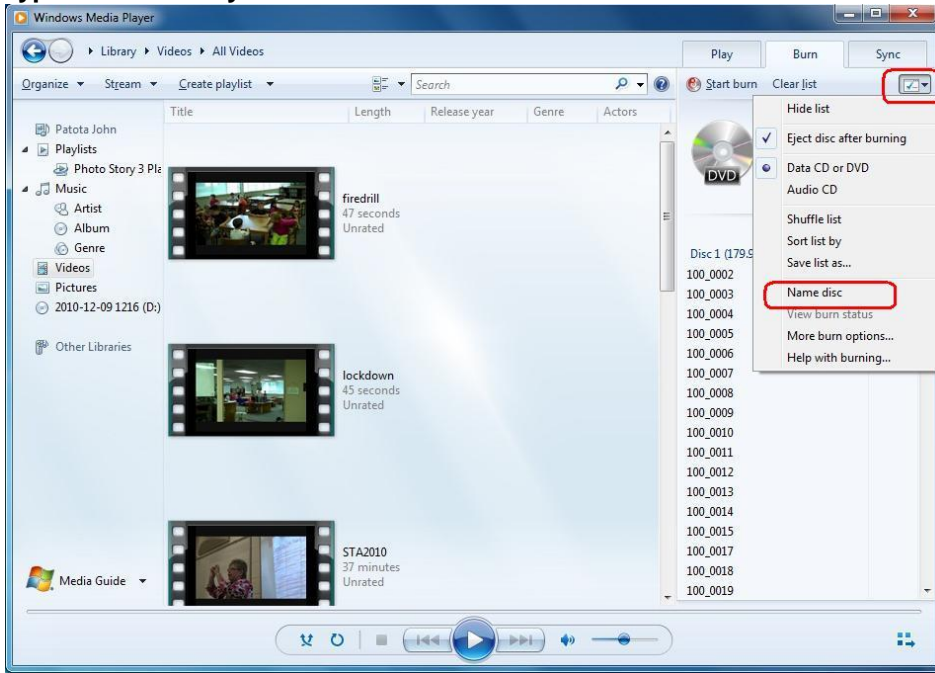 Windows Media Player
Library ▸ Videos ▸ All Videos
Play
Burn
Sync
Organize
Stream
Create playlist
Search
Start burn
Clear list
Title
Length
Release year
Genre
Actors
Patota John
Playlists
Photo Story 3 Pla
Music
Artist
Album
Genre
Videos
Pictures
2010-12-09 1216 (D:)
Other Libraries
Media Guide
firedrill
47 seconds
Unrated
lockdown
45 seconds
Unrated
STA2010
37 minutes
Unrated
DVD
Disc 1 (179.9
100_0002
100_0003
100_0004
100_0005
100_0006
100_0007
100_0008
100_0009
100_0010
100_0011
100_0012
100_0013
100_0014
100_0015
100_0017
100_0018
100_0019
Hide list
Eject disc after burning
Data CD or DVD
Audio CD
Shuffle list
Sort list by
Save list as...
Name disc
View burn status
More burn options...
Help with burning...